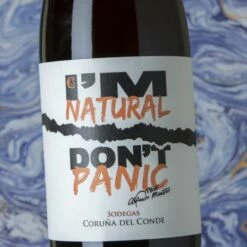 I'M
NATURAL
DON'T
PANIC
BODEGAS
CORUÑA DEL CONDE